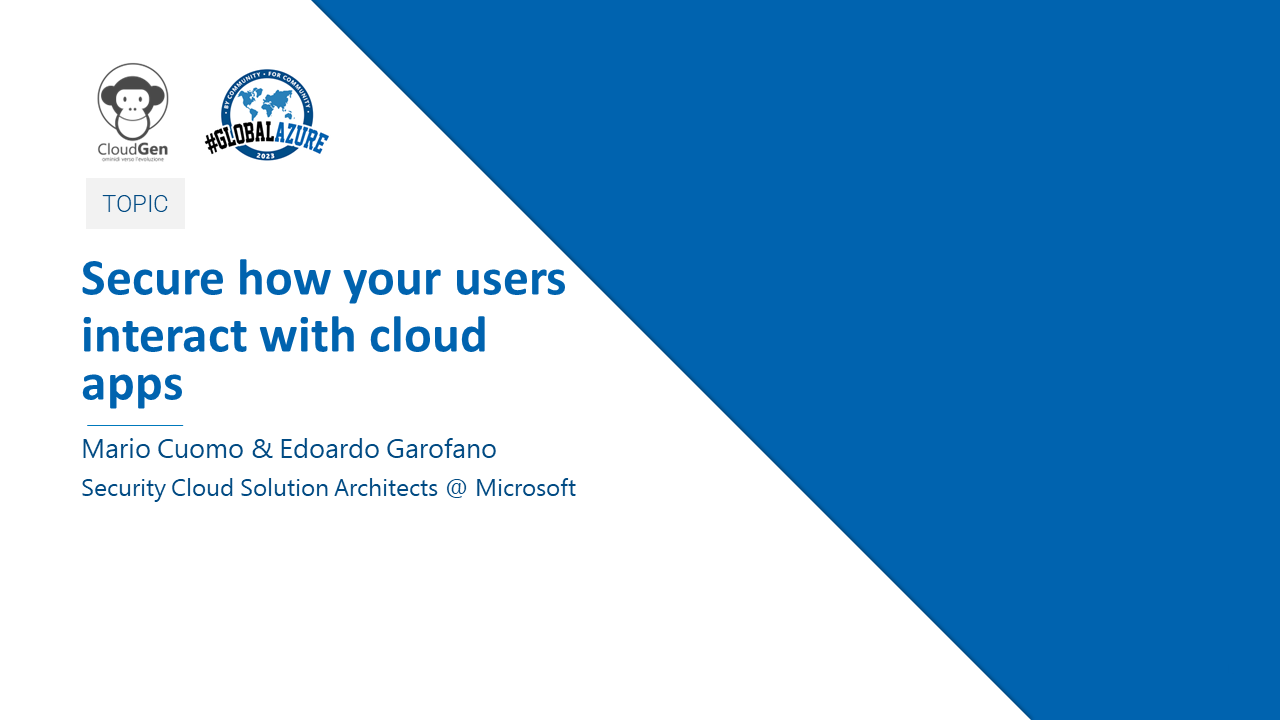 CloudGen
ominidi verso l'evoluzione
• BY COMMUNITY • FOR COMMUNITY •
#GLOBALAZURE
2023
TOPIC
Secure how your users
interact with cloud
apps
Mario Cuomo & Edoardo Garofano
Security Cloud Solution Architects @ Microsoft